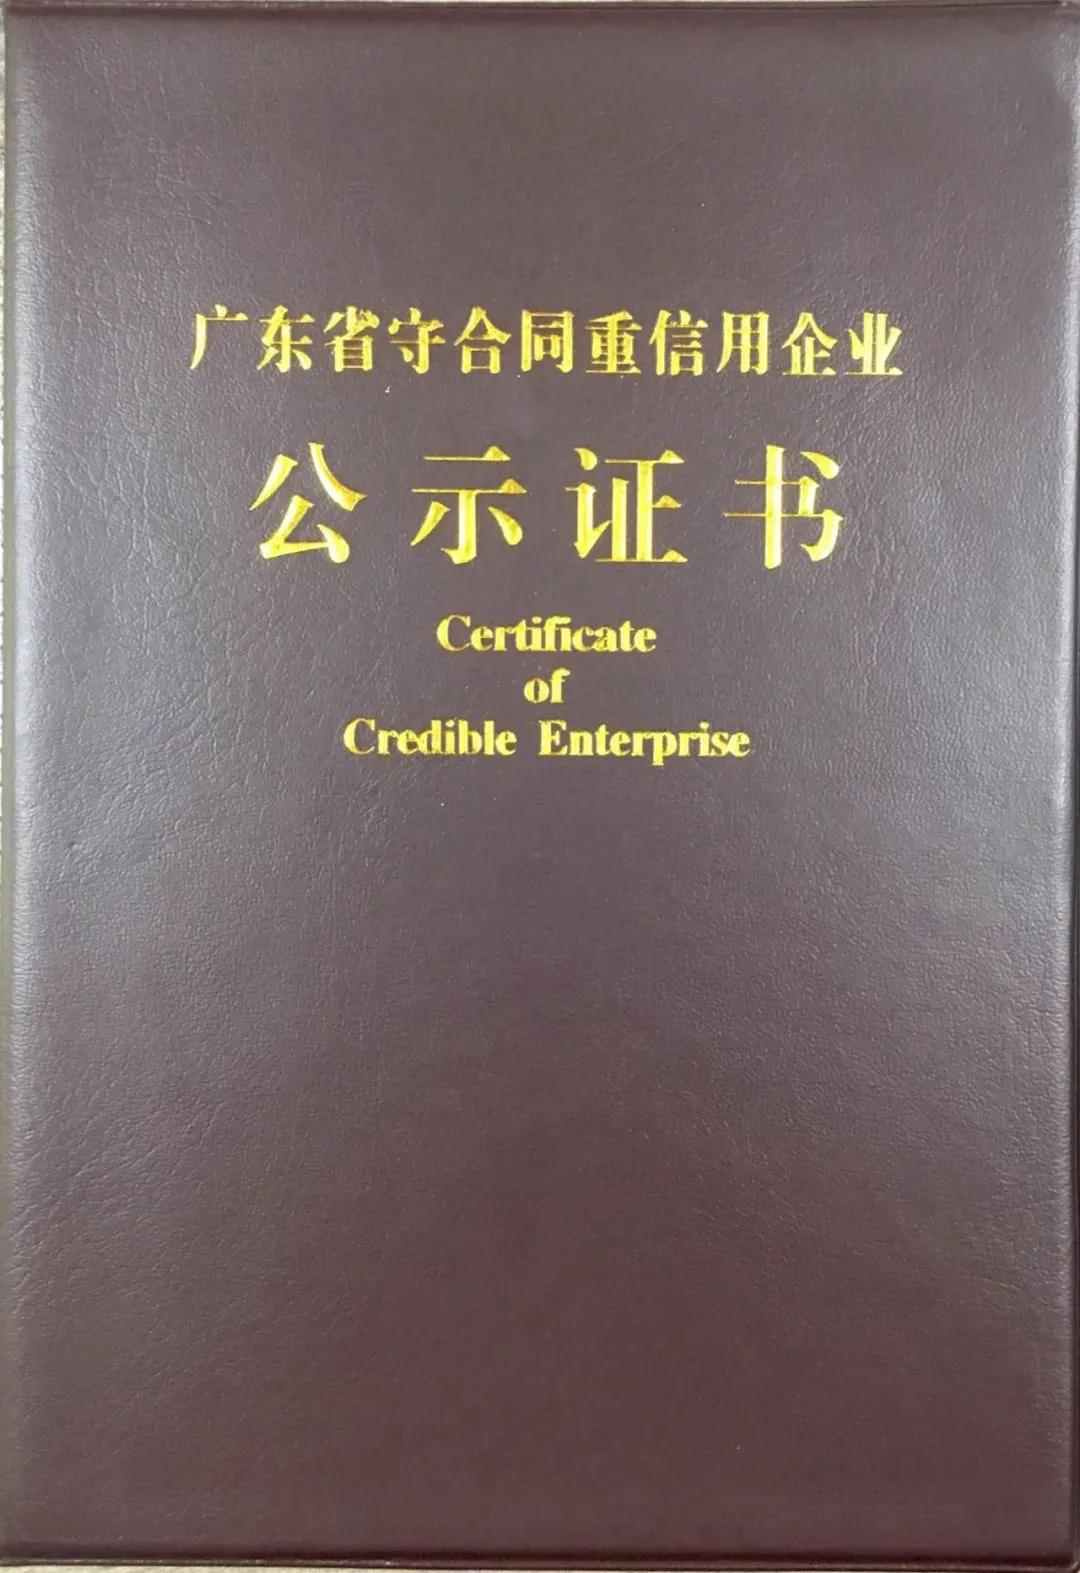 广东省守合同重信用企业
公示证书
Certificate
of
Credible Enterprise